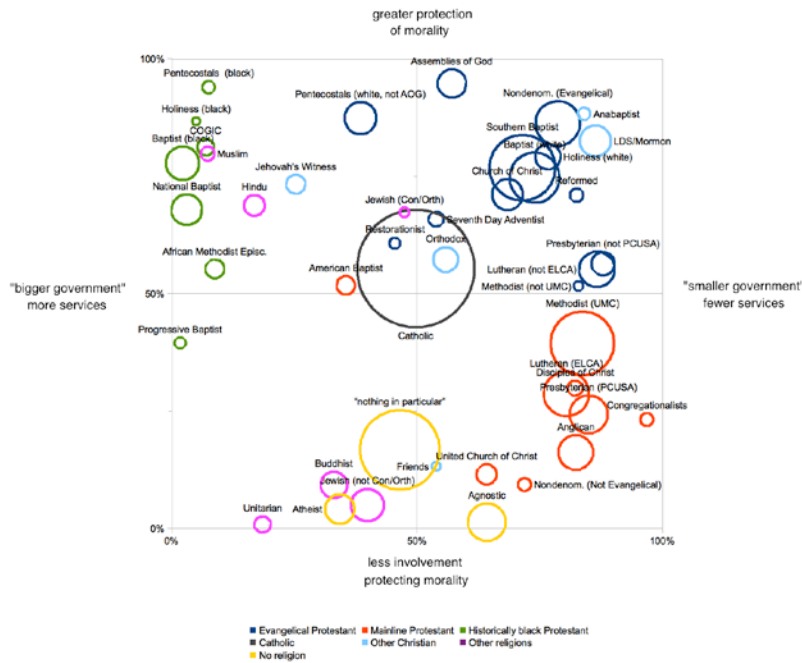 greater protection
of morality
100%
Assemblies of God
Pentecostals (black)
Nondenom. (Evangelical)
Pentecostals (white, not AOG)
Holiness (black)
Anabaptist
COGIC
Southern Baptist
Baptist (black)
Baptist (white)
LDS/Mormon
Muslim
Holiness (white)
Jehovah's Witness
Church of Christ
Reformed
National Baptist
Hindu
Jewish (Con/Orth)
Seventh Day Adventist
Restorationist
Orthodox
Presbyterian (not PCUSA)
African Methodist Episc.
American Baptist
Lutheran (not ELCA)
Methodist (not UMC)
"bigger government"
more services
50%
"smaller government"
fewer services
Methodist (UMC)
Progressive Baptist
Catholic
Lutheran (ELCA)
Disciples of Christ
Presbyterian (PCUSA)
"nothing in particular"
Congregationalists
Anglican
Buddhist
Friends
United Church of Christ
Jewish (not Con/Orth)
Nondenom. (Not Evangelical)
Agnostic
Unitarian
Atheist
0%
0%
50%
100%
less involvement
protecting morality
Evangelical Protestant
Mainline Protestant
Historically black Protestant
Catholic
Other Christian
Other religions
No religion